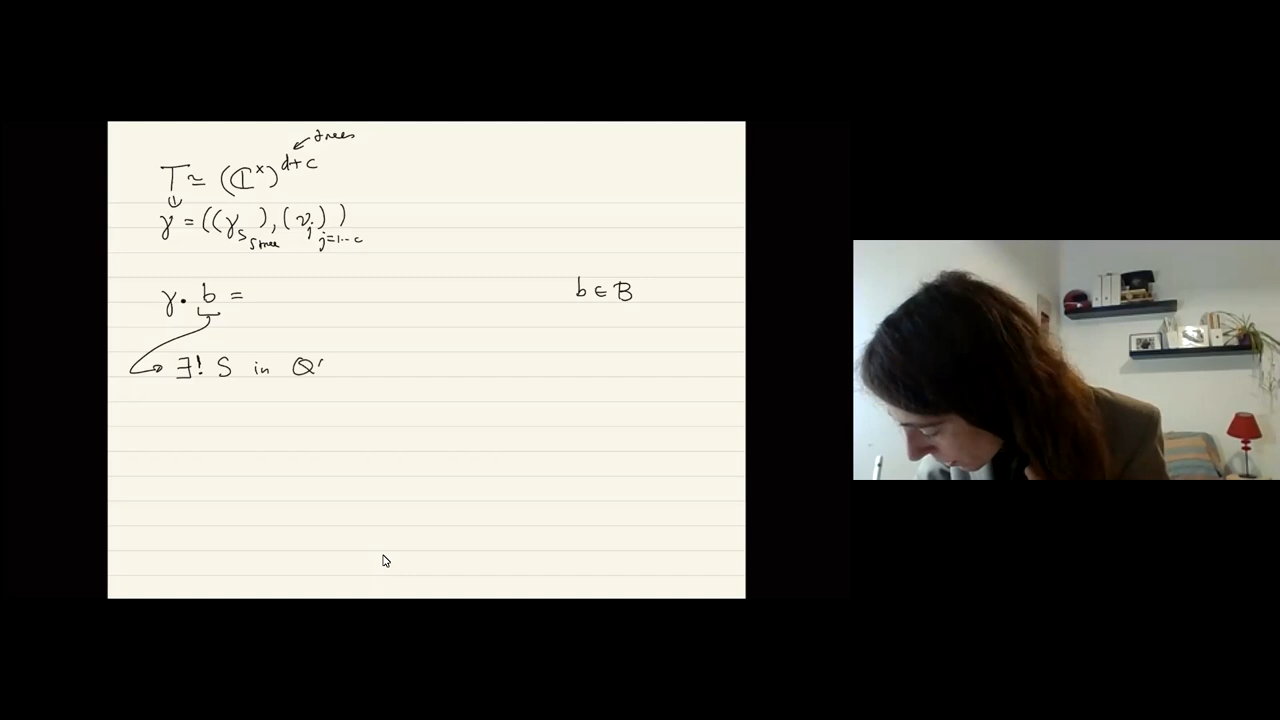 trees
T ≃ (ℂ^×)^{d+c}
γ = ((γ_S)_{S tree}, (ν_j)_{j=1...c})
γ · b = b ∈ B
∃! S in Q'